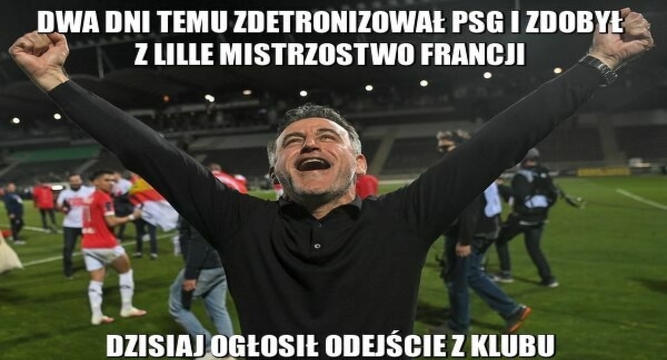 DWA DNI TEMU ZDETRONIZOWAŁ PSG I ZDOBYŁ
Z LILLE MISTRZOSTWO FRANCJI
DZISIAJ OGŁOSIŁ ODEJŚCIE Z KLUBU